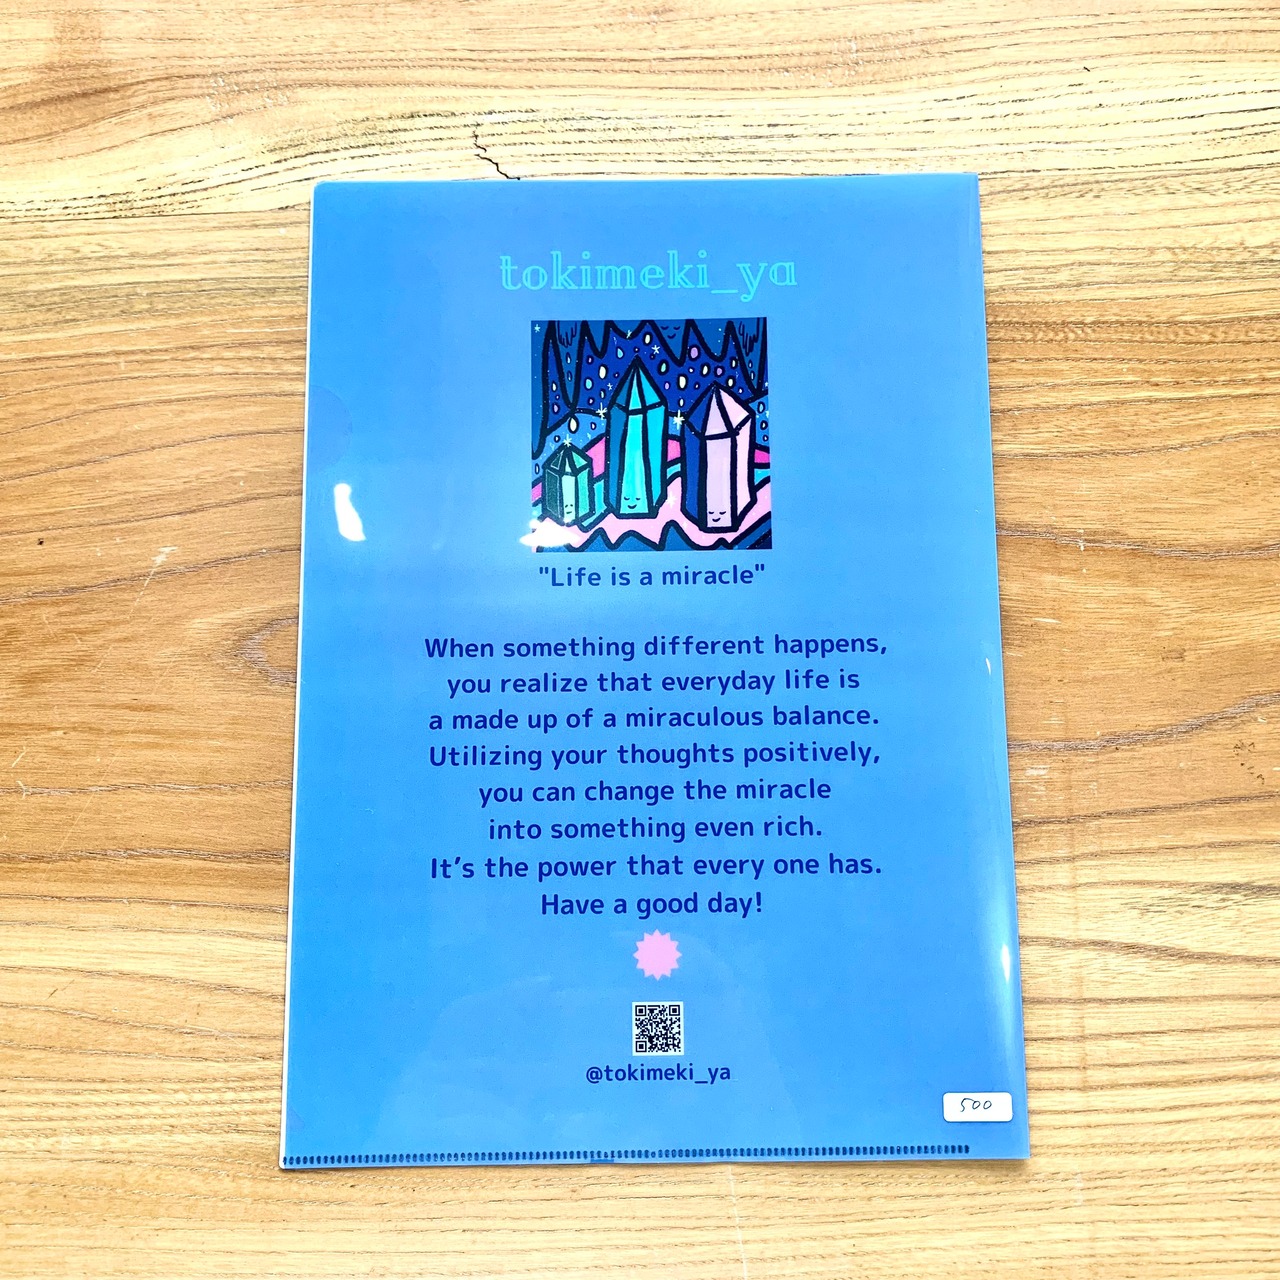 tokimeki_ya
"Life is a miracle"
When something different happens,
you realize that everyday life is
a made up of a miraculous balance.
Utilizing your thoughts positively,
you can change the miracle
into something even rich.
It's the power that every one has.
Have a good day!
@tokimeki_ya
500